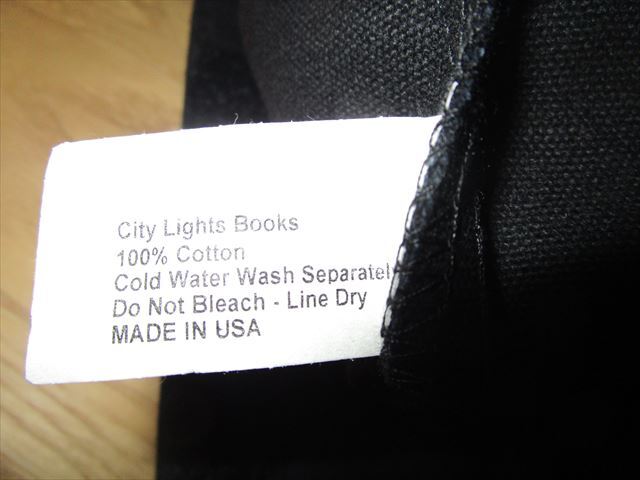 City Lights Books
100% Cotton
Cold Water Wash Separatel
Do Not Bleach - Line Dry
MADE IN USA